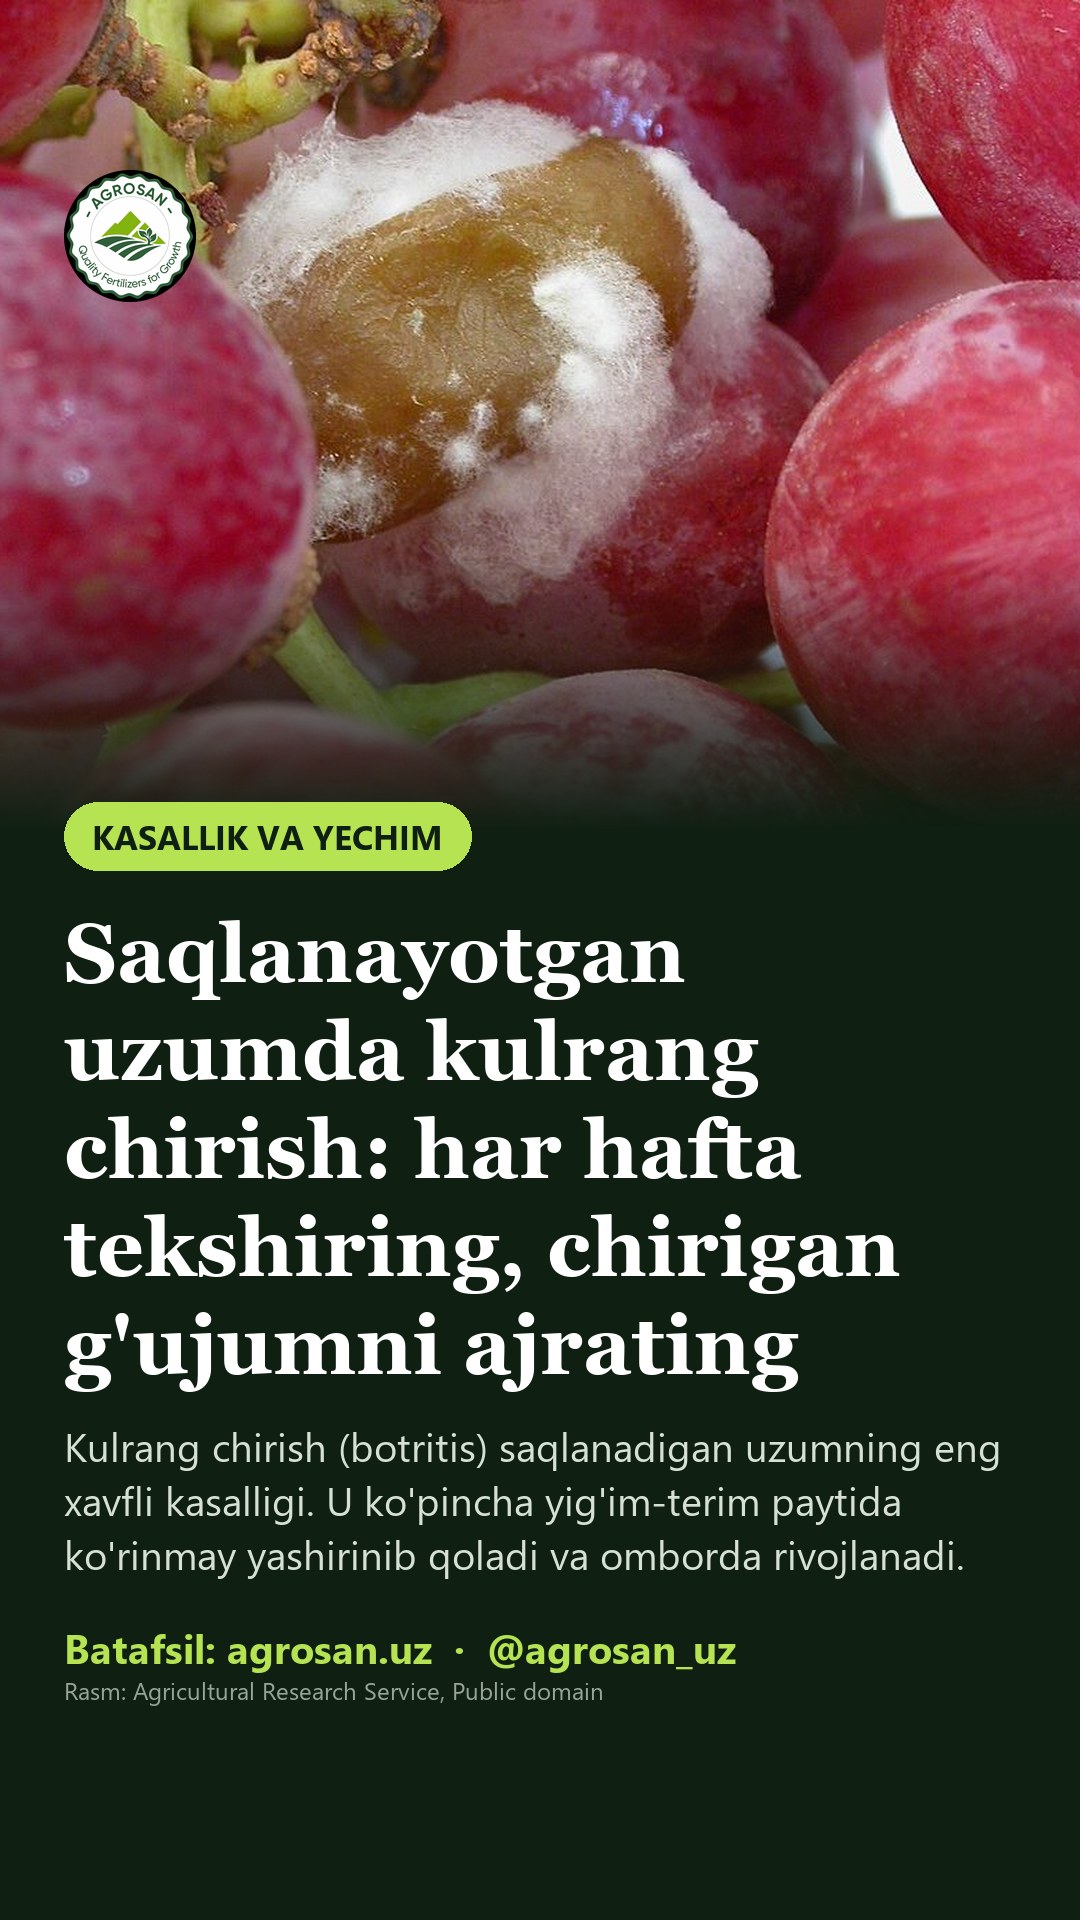 - AGROSAN -
Quality Fertilizers for Growth
KASALLIK VA YECHIM
Saqlanayotgan
uzumda kulrang
chirish: har hafta
tekshiring, chirigan
g'ujumni ajrating
Kulrang chirish (botritis) saqlanadigan uzumning eng
xavfli kasalligi. U ko'pincha yig'im-terim paytida
ko'rinmay yashirinib qoladi va omborda rivojlanadi.
Batafsil: agrosan.uz · @agrosan_uz
Rasm: Agricultural Research Service, Public domain